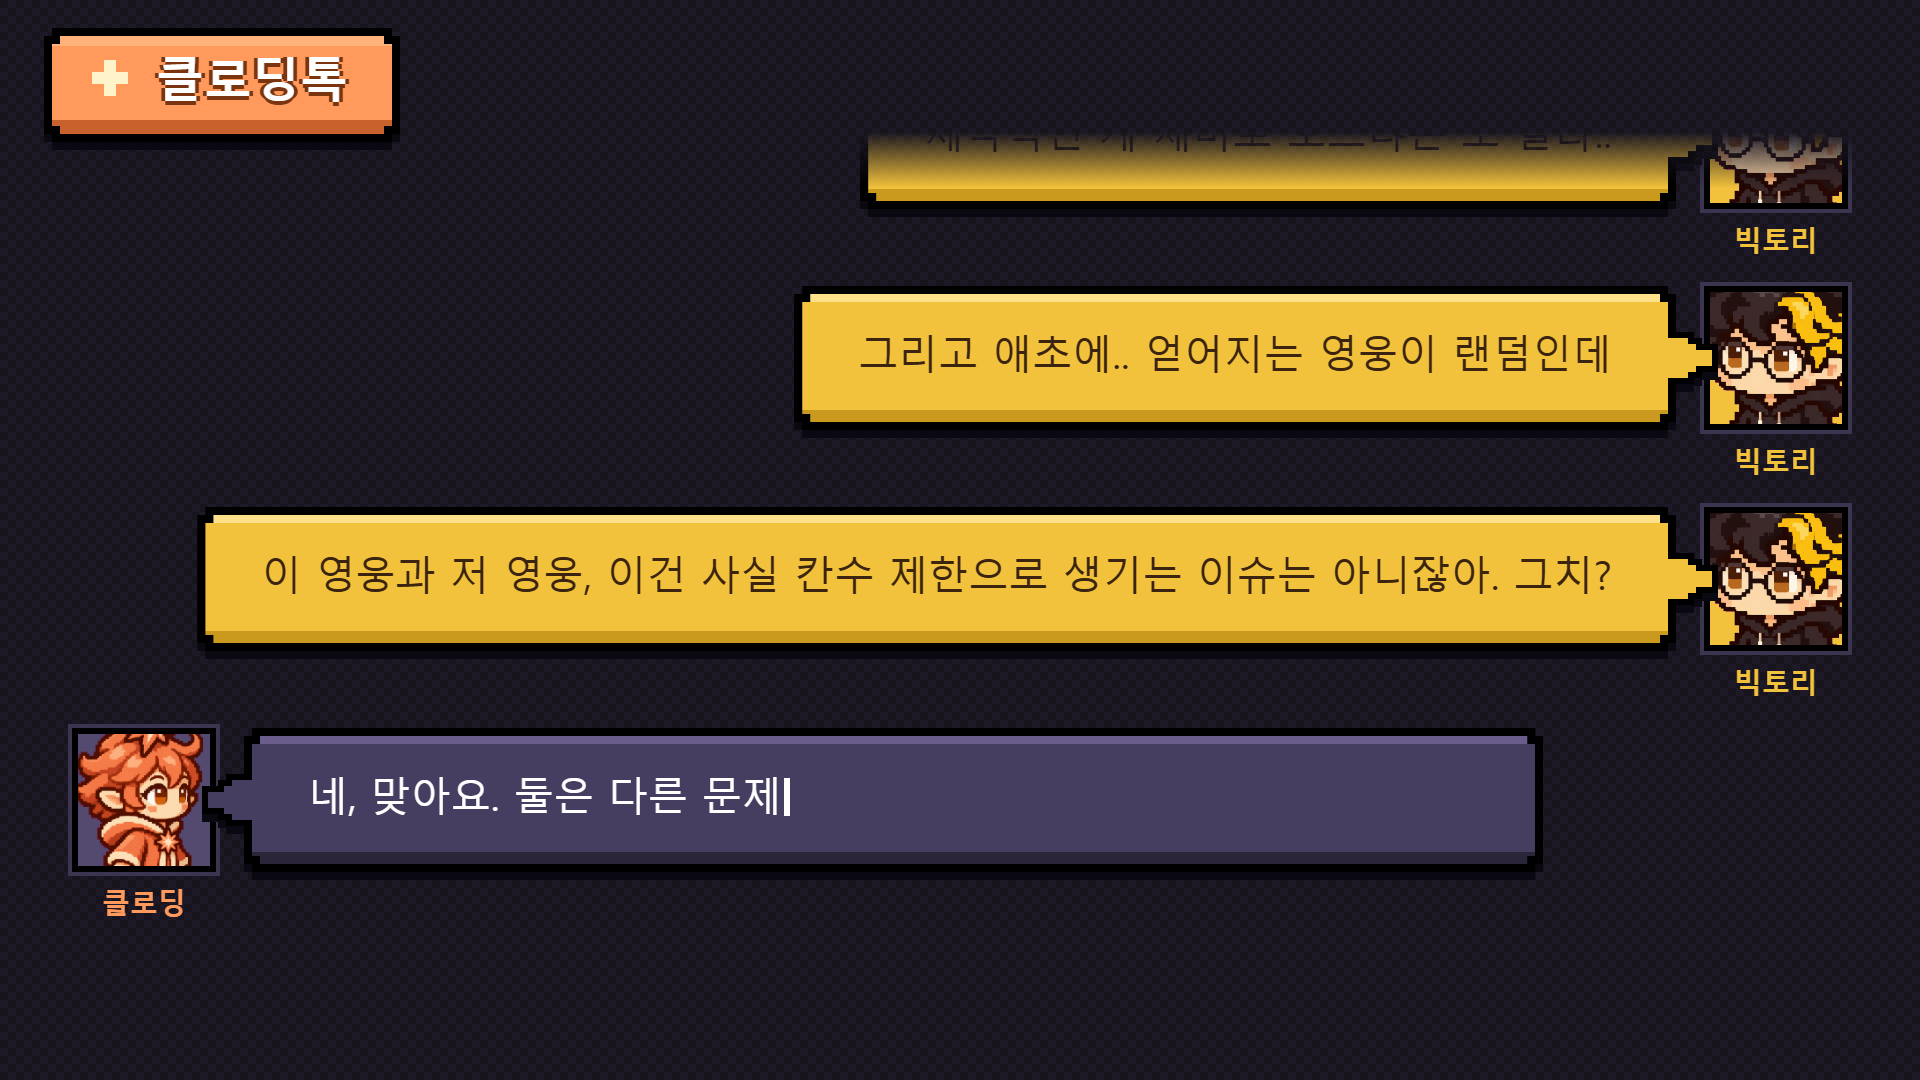 클로딩톡
빅토리
그리고 애초에.. 얻어지는 영웅이 랜덤인데
빅토리
이 영웅과 저 영웅, 이건 사실 칸수 제한으로 생기는 이슈는 아니잖아. 그치?
빅토리
네, 맞아요. 둘은 다른 문제
클로딩